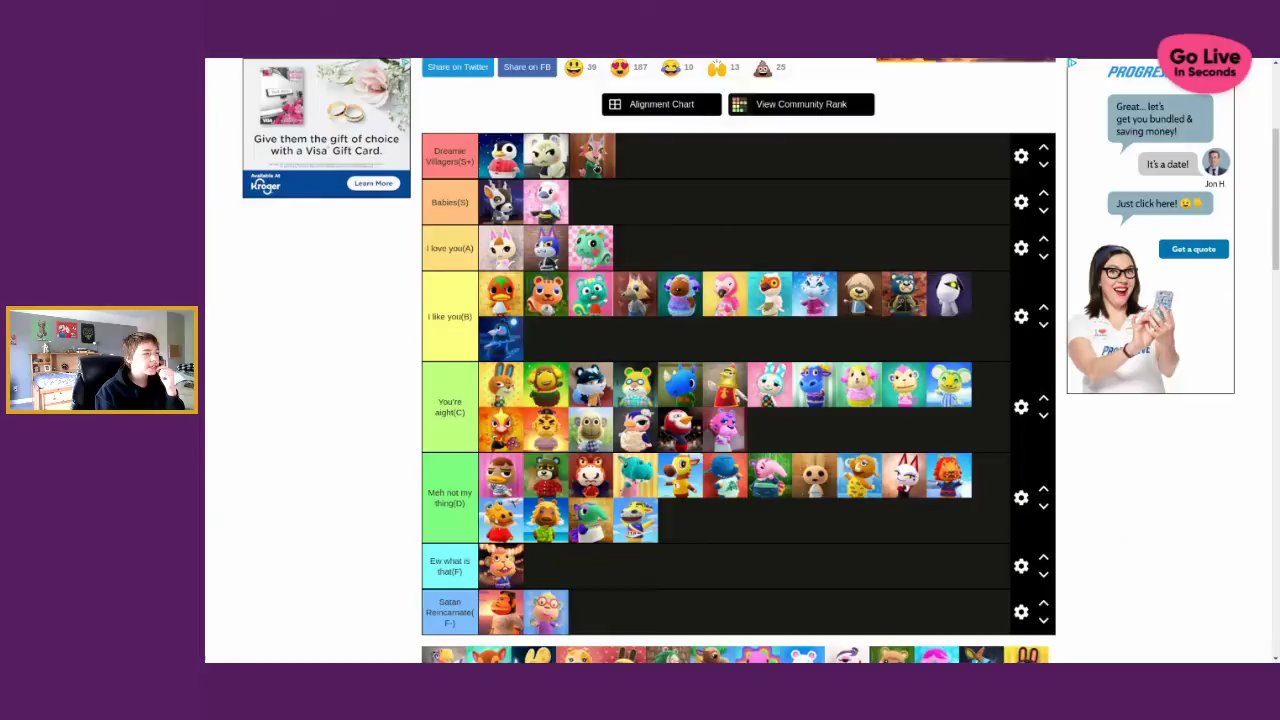 Go Live
In Seconds
Share on Twitter
Share on FB
39
187
10
13
25
Alignment Chart
View Community Rank
Give them the gift of choice
with a Visa® Gift Card.
Available At
Kroger
Learn More
Great... let's
get you bundled &
saving money!
It's a date!
Jon H.
Just click here!
Get a quote
Dreamie
Villagers(S+)
Babies(S)
I love you(A)
I like you(B)
You're
aight(C)
Meh not my
thing(D)
Ew what is
that(F)
Satan
Reincarnate(
F-)